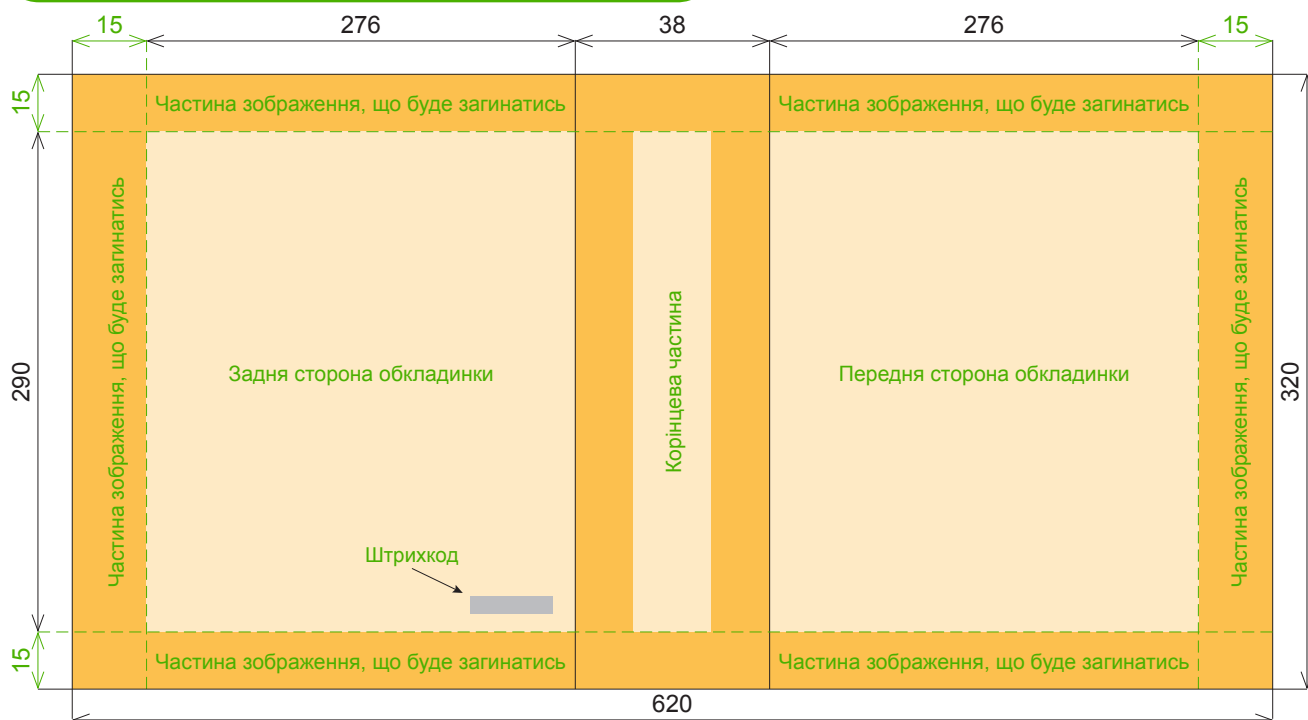 15
276
38
276
15
15
Частина зображення, що буде загинатись
Частина зображення, що буде загинатись
Частина зображення, що буде загинатись
290
Задня сторона обкладинки
Корінцева частина
Передня сторона обкладинки
Частина зображення, що буде загинатись
320
Штрихкод
15
Частина зображення, що буде загинатись
Частина зображення, що буде загинатись
620